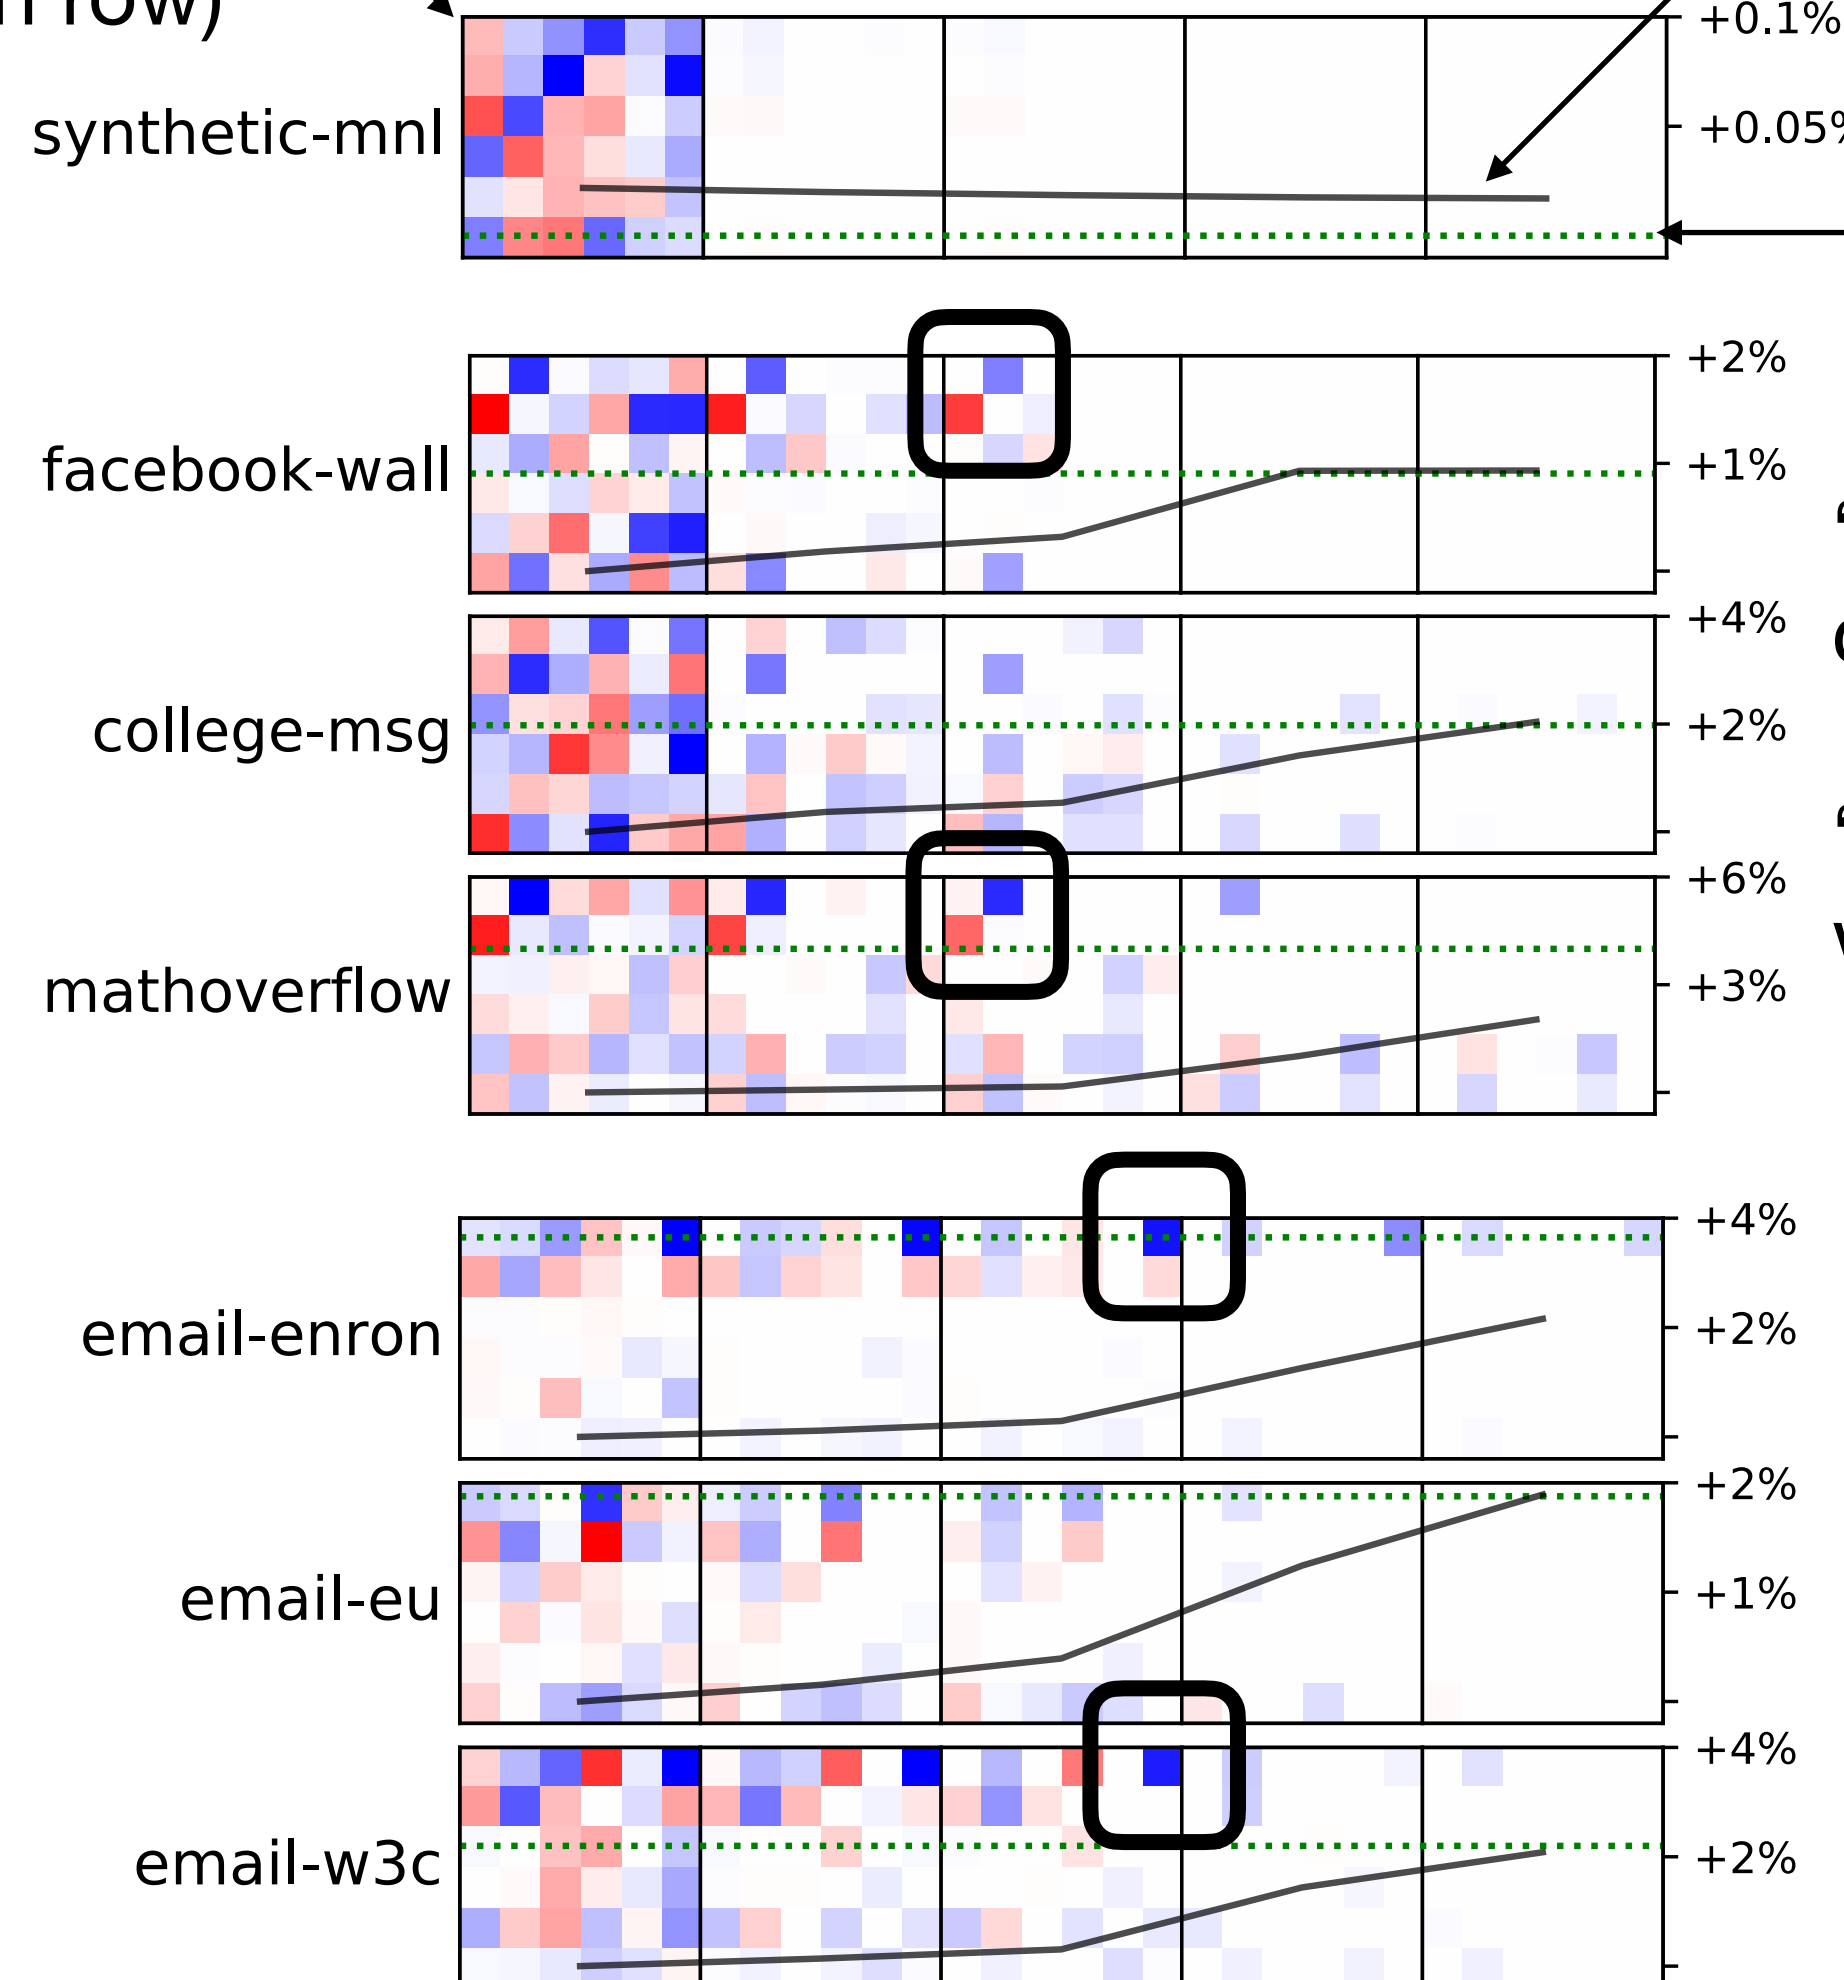 row)
+0.1%
synthetic-mnl
+0.05%
+2%
facebook-wall
+1%
+4%
college-msg
+2%
+6%
mathoverflow
+3%
+4%
email-enron
+2%
+2%
email-eu
+1%
+4%
email-w3c
+2%